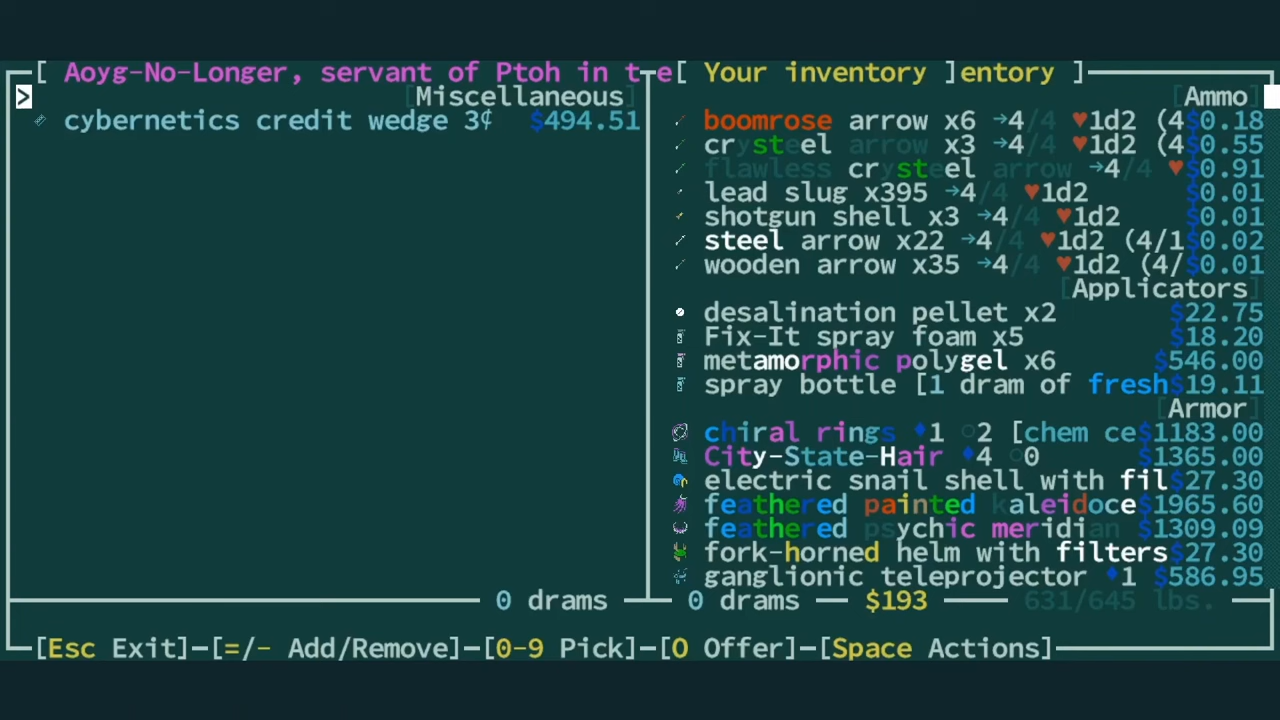 [ Aoyg-No-Longer, servant of Ptoh in t e[ Your inventory ]entory ]
>
[Miscellaneous]
cybernetics credit wedge 3¢ $494.51
[Ammo]
boomrose arrow x6 →4/4 ♥1d2 (4$0.18
crysteel arrow x3 →4/4 ♥1d2 (4$0.55
flawless crysteel arrow →4/4 ♥$0.91
lead slug x395 →4/4 ♥1d2 $0.01
shotgun shell x3 →4/4 ♥1d2 $0.01
steel arrow x22 →4/4 ♥1d2 (4/1$0.02
wooden arrow x35 →4/4 ♥1d2 (4/$0.01
[Applicators]
desalination pellet x2 $22.75
Fix-It spray foam x5 $18.20
metamorphic polygel x6 $546.00
spray bottle [1 dram of fresh$19.11
[Armor]
chiral rings ♦1 ○2 [chem ce$1183.00
City-State-Hair ♦4 ○0 $1365.00
electric snail shell with fil$27.30
feathered painted kaleidoce$1965.60
feathered psychic meridian $1309.09
fork-horned helm with filters$27.30
ganglionic teleprojector ♦1 $586.95
0 drams
0 drams
$193
631/645 lbs.
[Esc Exit]-[=/- Add/Remove]-[0-9 Pick]-[O Offer]-[Space Actions]